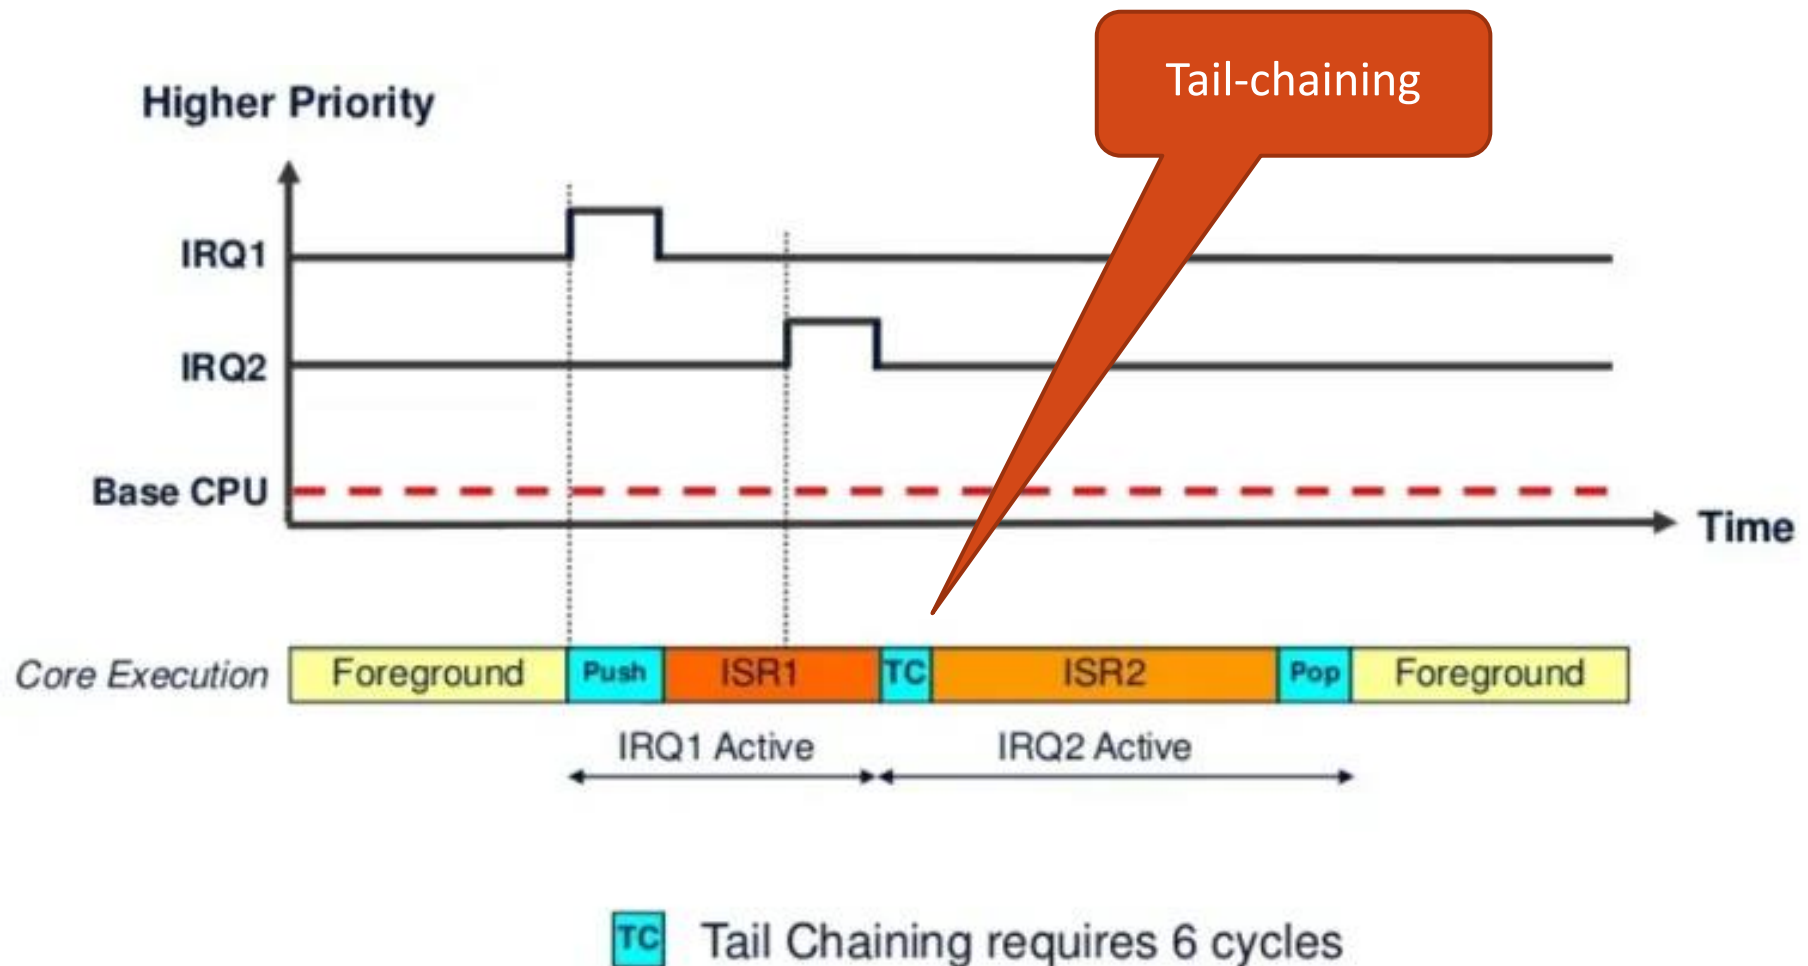 Tail-chaining
Higher Priority
IRQ1
IRQ2
Base CPU
Time
Core Execution
Foreground
Push
ISR1
TC
ISR2
Pop
Foreground
IRQ1 Active
IRQ2 Active
TC
Tail Chaining requires 6 cycles